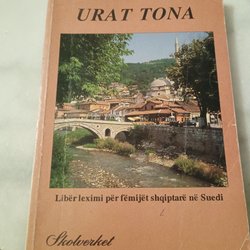 URAT TONA
Libër leximi për fëmijët shqiptarë në Suedi
Skolverket